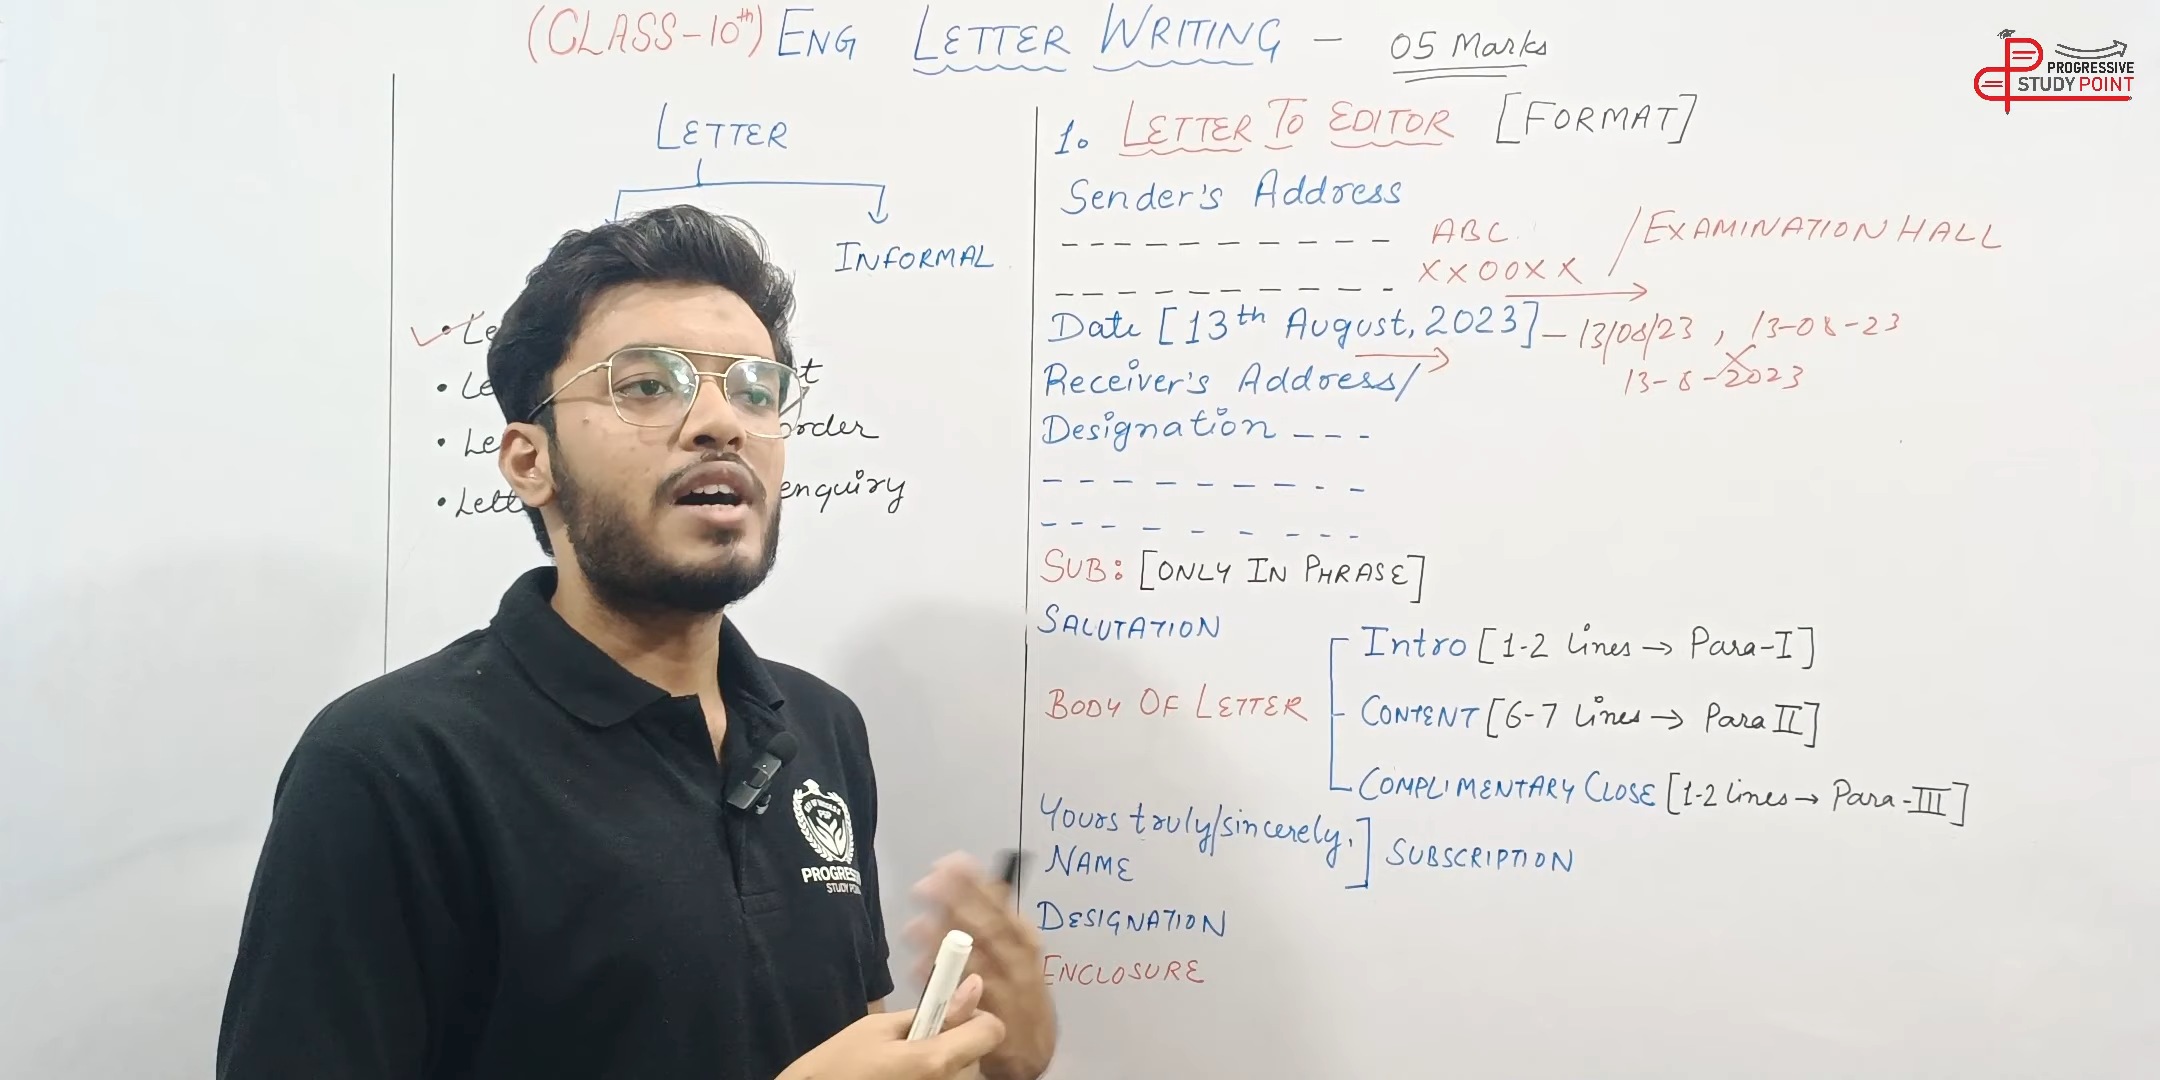 (CLASS-10th) ENG LETTER WRITING - 05 Marks
PROGRESSIVE
STUDY POINT
LETTER
INFORMAL
order
enquiry
1. LETTER TO EDITOR [FORMAT]
Sender's Address
ABC / EXAMINATION HALL
XX00XX
Date [13th August, 2023] - 13/08/23, 13-08-23
13-8-2023
Receiver's Address/
Designation ---
SUB: [ONLY IN PHRASE]
SALUTATION
BODY OF LETTER
Intro [1-2 lines → Para-I]
CONTENT [6-7 lines → Para II]
COMPLIMENTARY CLOSE [1-2 lines → Para-III]
Yours truly/sincerely,
NAME
] SUBSCRIPTION
DESIGNATION
ENCLOSURE
STUDY